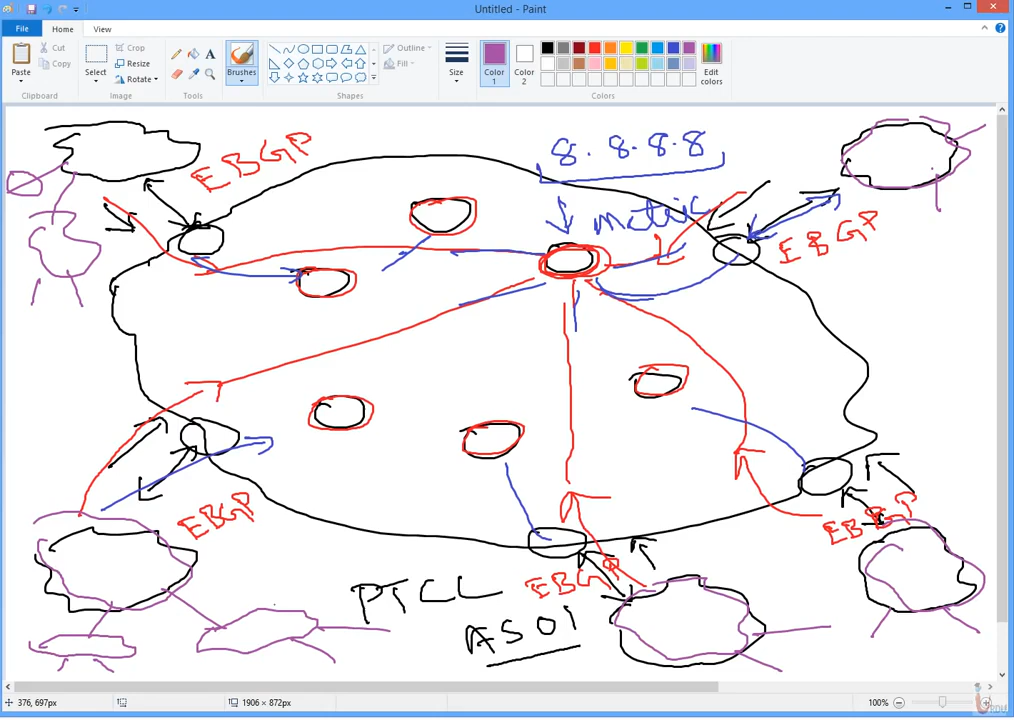 Untitled - Paint
File
Home
View
Paste
Cut
Copy
Clipboard
Select
Crop
Resize
Rotate
Image
Tools
Brushes
Shapes
Outline
Fill
Size
Color 1
Color 2
Edit colors
Colors
EBGP
8.8.8.8
metric
EBGP
EBGP
EBGP
EBG
PTCL
AS01
376, 697px
1906 × 872px
100%
URDU